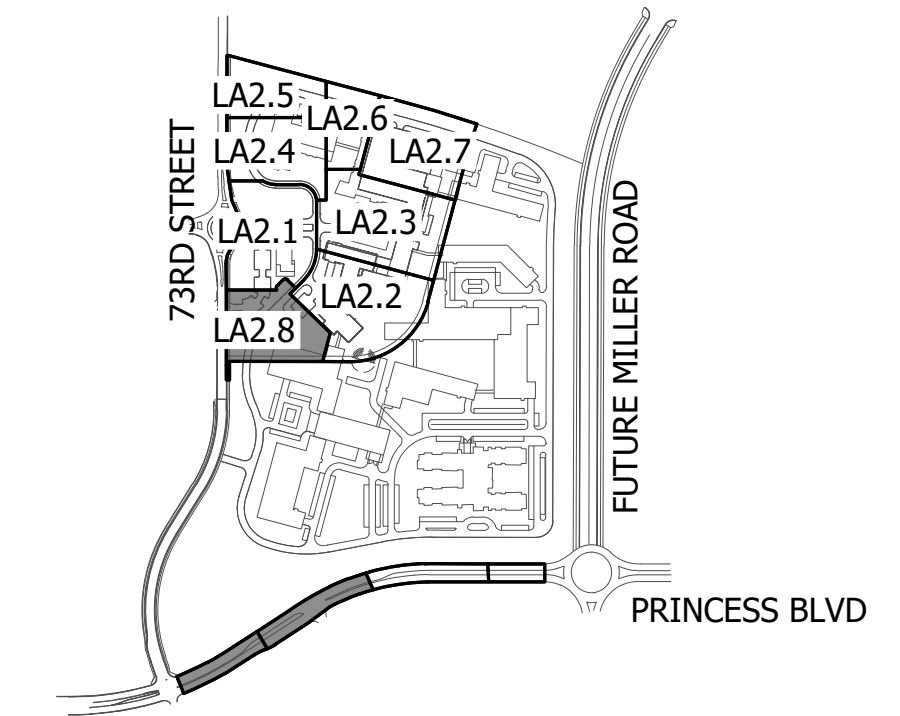 LA2.5
LA2.6
LA2.4
LA2.7
73RD STREET
LA2.1
LA2.3
LA2.2
LA2.8
FUTURE MILLER ROAD
PRINCESS BLVD